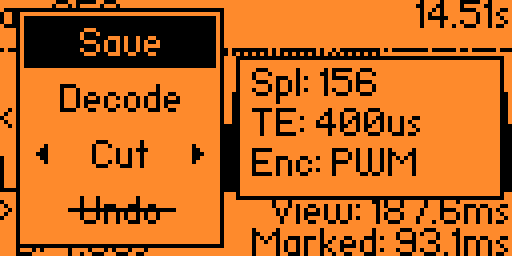 14.51s
Save
Decode
Cut
Undo
Spl: 156
TE: 400us
Enc: PWM
View: 187.6ms
Marked: 93.1ms